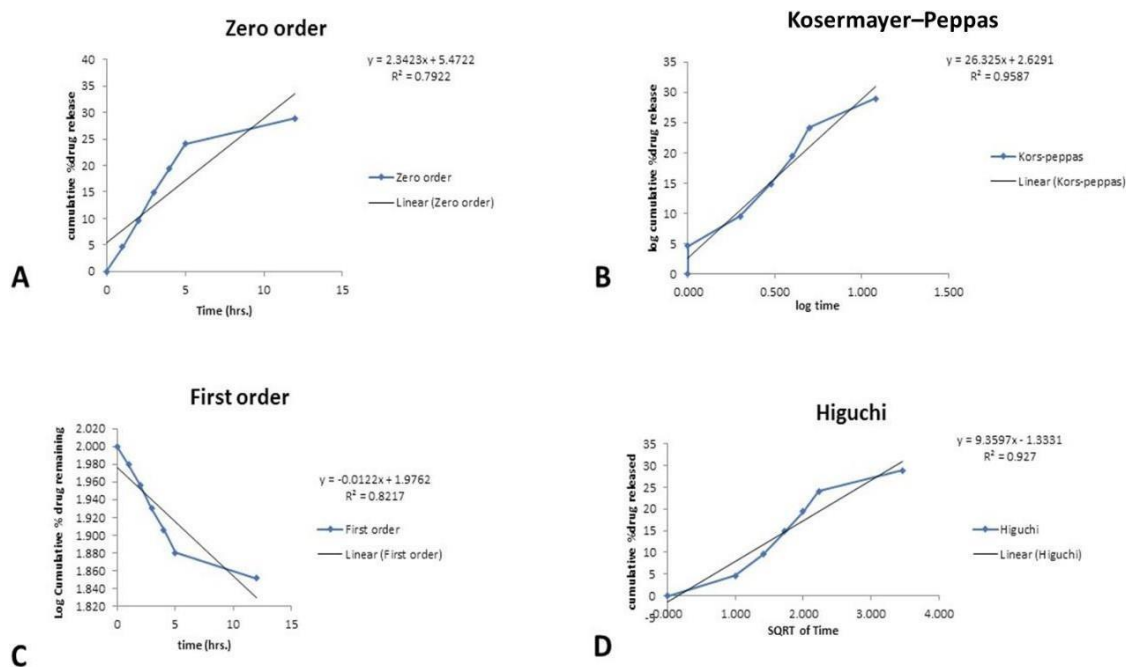 Zero order
y = 2.3423x + 5.4722
R² = 0.7922
40
35
30
25
20
15
10
5
0
cumulative %drug release
0 5 10 15
Time (hrs.)
Zero order
Linear (Zero order)
A
Kosermayer–Peppas
y = 26.325x + 2.6291
R² = 0.9587
35
30
25
20
15
10
5
0
log cumulative %drug release
0.000 0.500 1.000 1.500
log time
Kors-peppas
Linear (Kors-peppas)
B
First order
2.020
2.000
1.980
1.960
1.940
1.920
1.900
1.880
1.860
1.840
1.820
Log Cumulative % drug remaining
y = -0.0122x + 1.9762
R² = 0.8217
0 5 10 15
time (hrs.)
First order
Linear (First order)
C
Higuchi
y = 9.3597x - 1.3331
R² = 0.927
35
30
25
20
15
10
5
0
-5
cumulative %drug released
0.000 1.000 2.000 3.000 4.000
SQRT of Time
Higuchi
Linear (Higuchi)
D